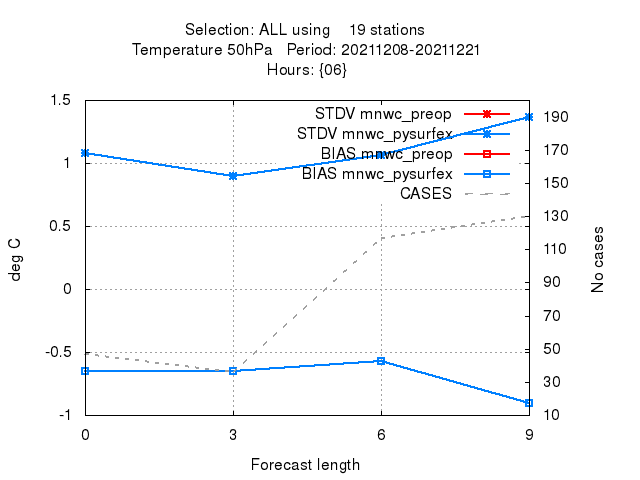 Selection: ALL using 19 stations
Temperature 50hPa Period: 20211208-20211221
Hours: {06}
STDV mnwc_preop
STDV mnwc_pysurfex
BIAS mnwc_preop
BIAS mnwc_pysurfex
CASES
1.5
1
0.5
0
-0.5
-1
deg C
190
170
150
130
110
90
70
50
30
10
No cases
0 3 6 9
Forecast length